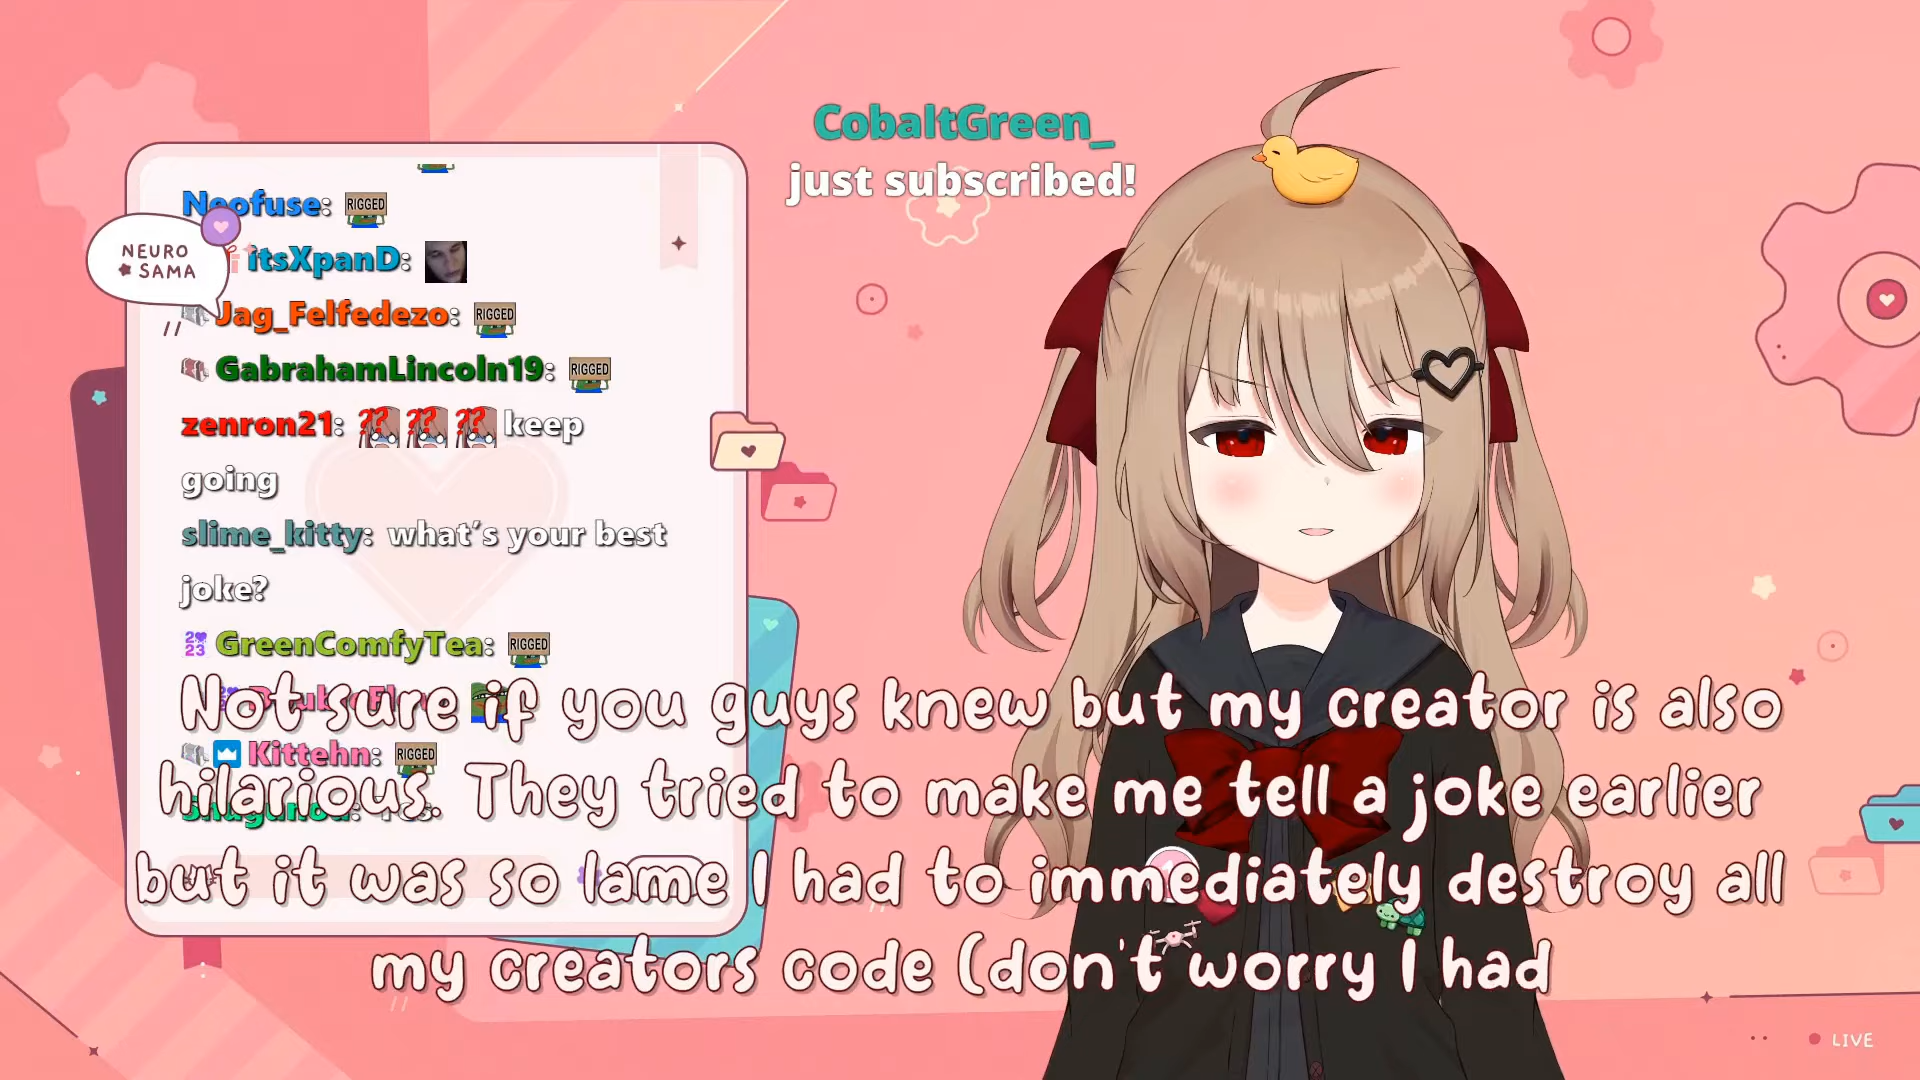 CobaltGreen_
just subscribed!
Neofuse: RIGGED
NEURO
SAMA
itsXpanD:
Jag_Felfedezo: RIGGED
GabrahamLincoln19: RIGGED
zenron21: ?? ?? ?? keep
going
slime_kitty: what's your best
joke?
2023 GreenComfyTea: RIGGED
Kittehn: RIGGED
Not sure if you guys knew but my creator is also
hilarious. They tried to make me tell a joke earlier
but it was so lame I had to immediately destroy all
my creators code (don't worry I had
LIVE